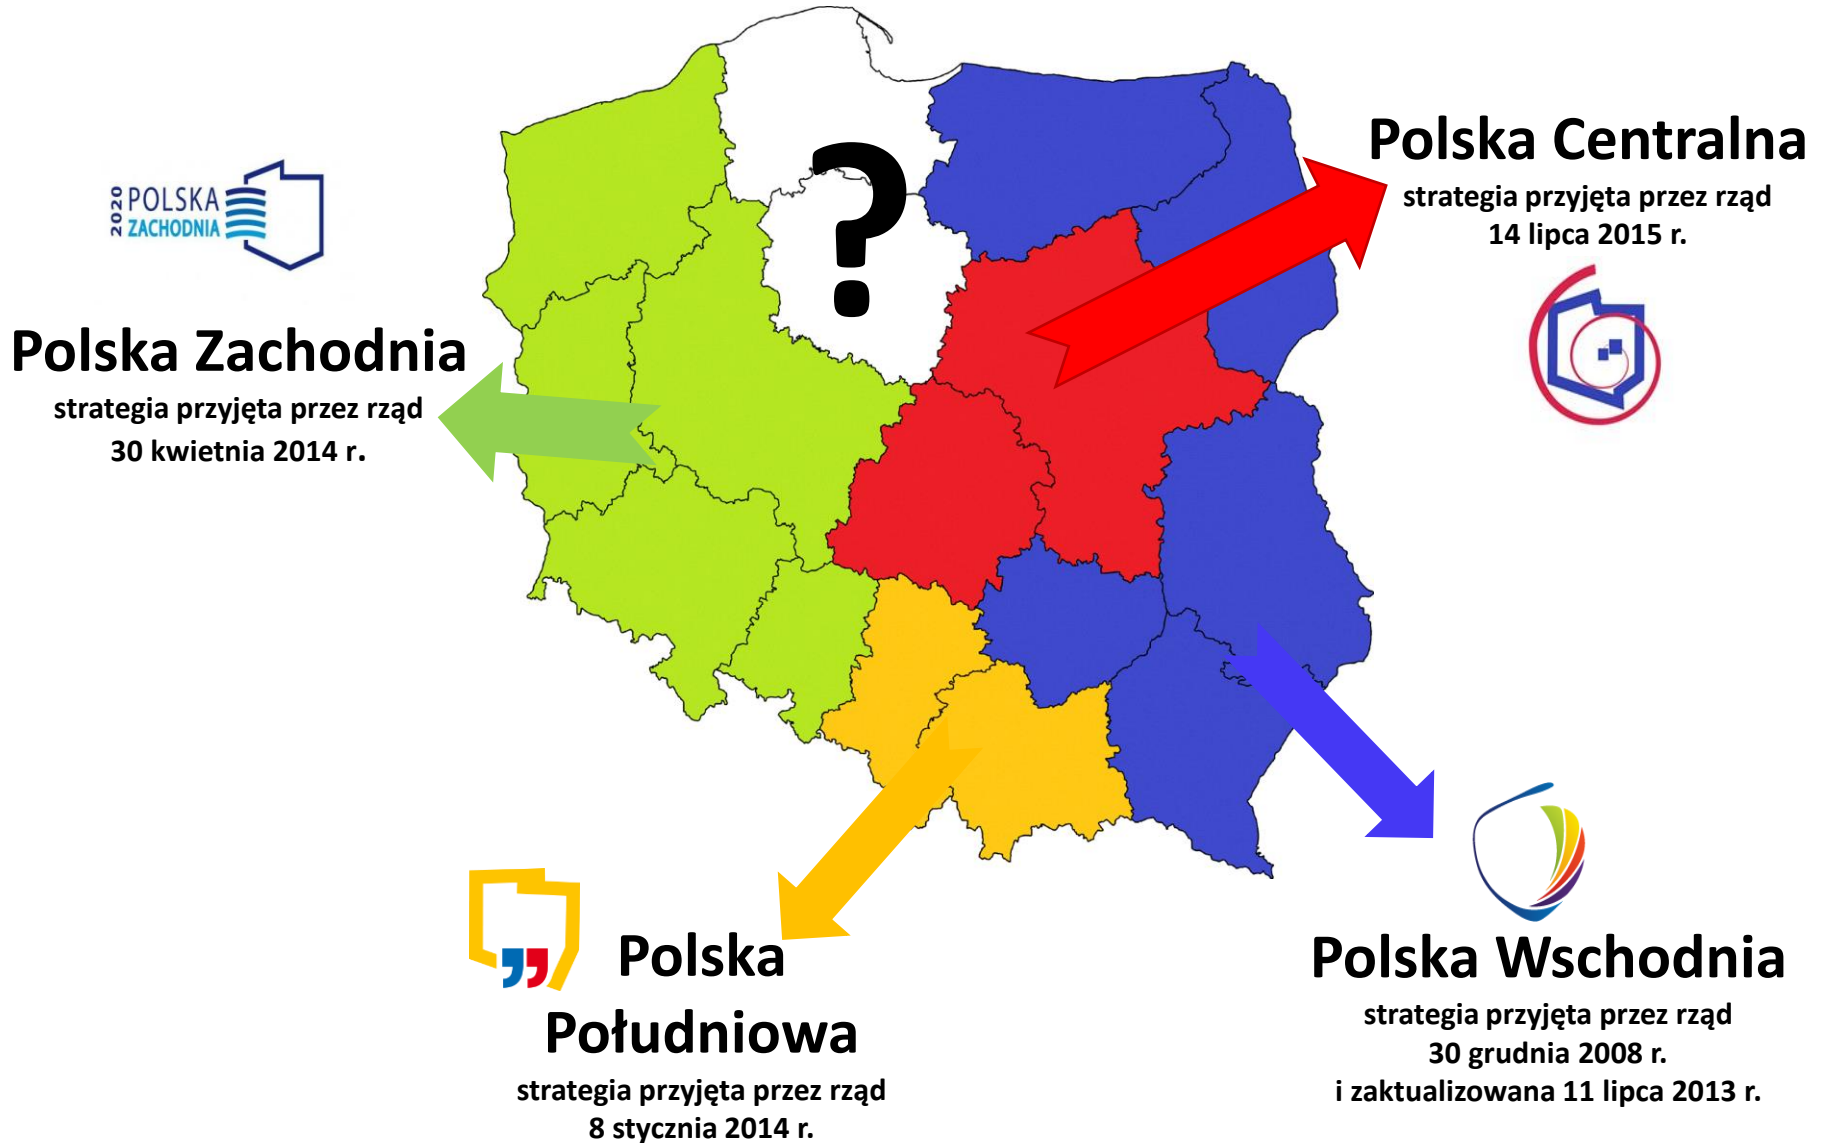 Polska Centralna
strategia przyjęta przez rząd
14 lipca 2015 r.
2020
POLSKA
ZACHODNIA
Polska Zachodnia
strategia przyjęta przez rząd
30 kwietnia 2014 r.
?
Polska
Południowa
strategia przyjęta przez rząd
8 stycznia 2014 r.
Polska Wschodnia
strategia przyjęta przez rząd
30 grudnia 2008 r.
i zaktualizowana 11 lipca 2013 r.